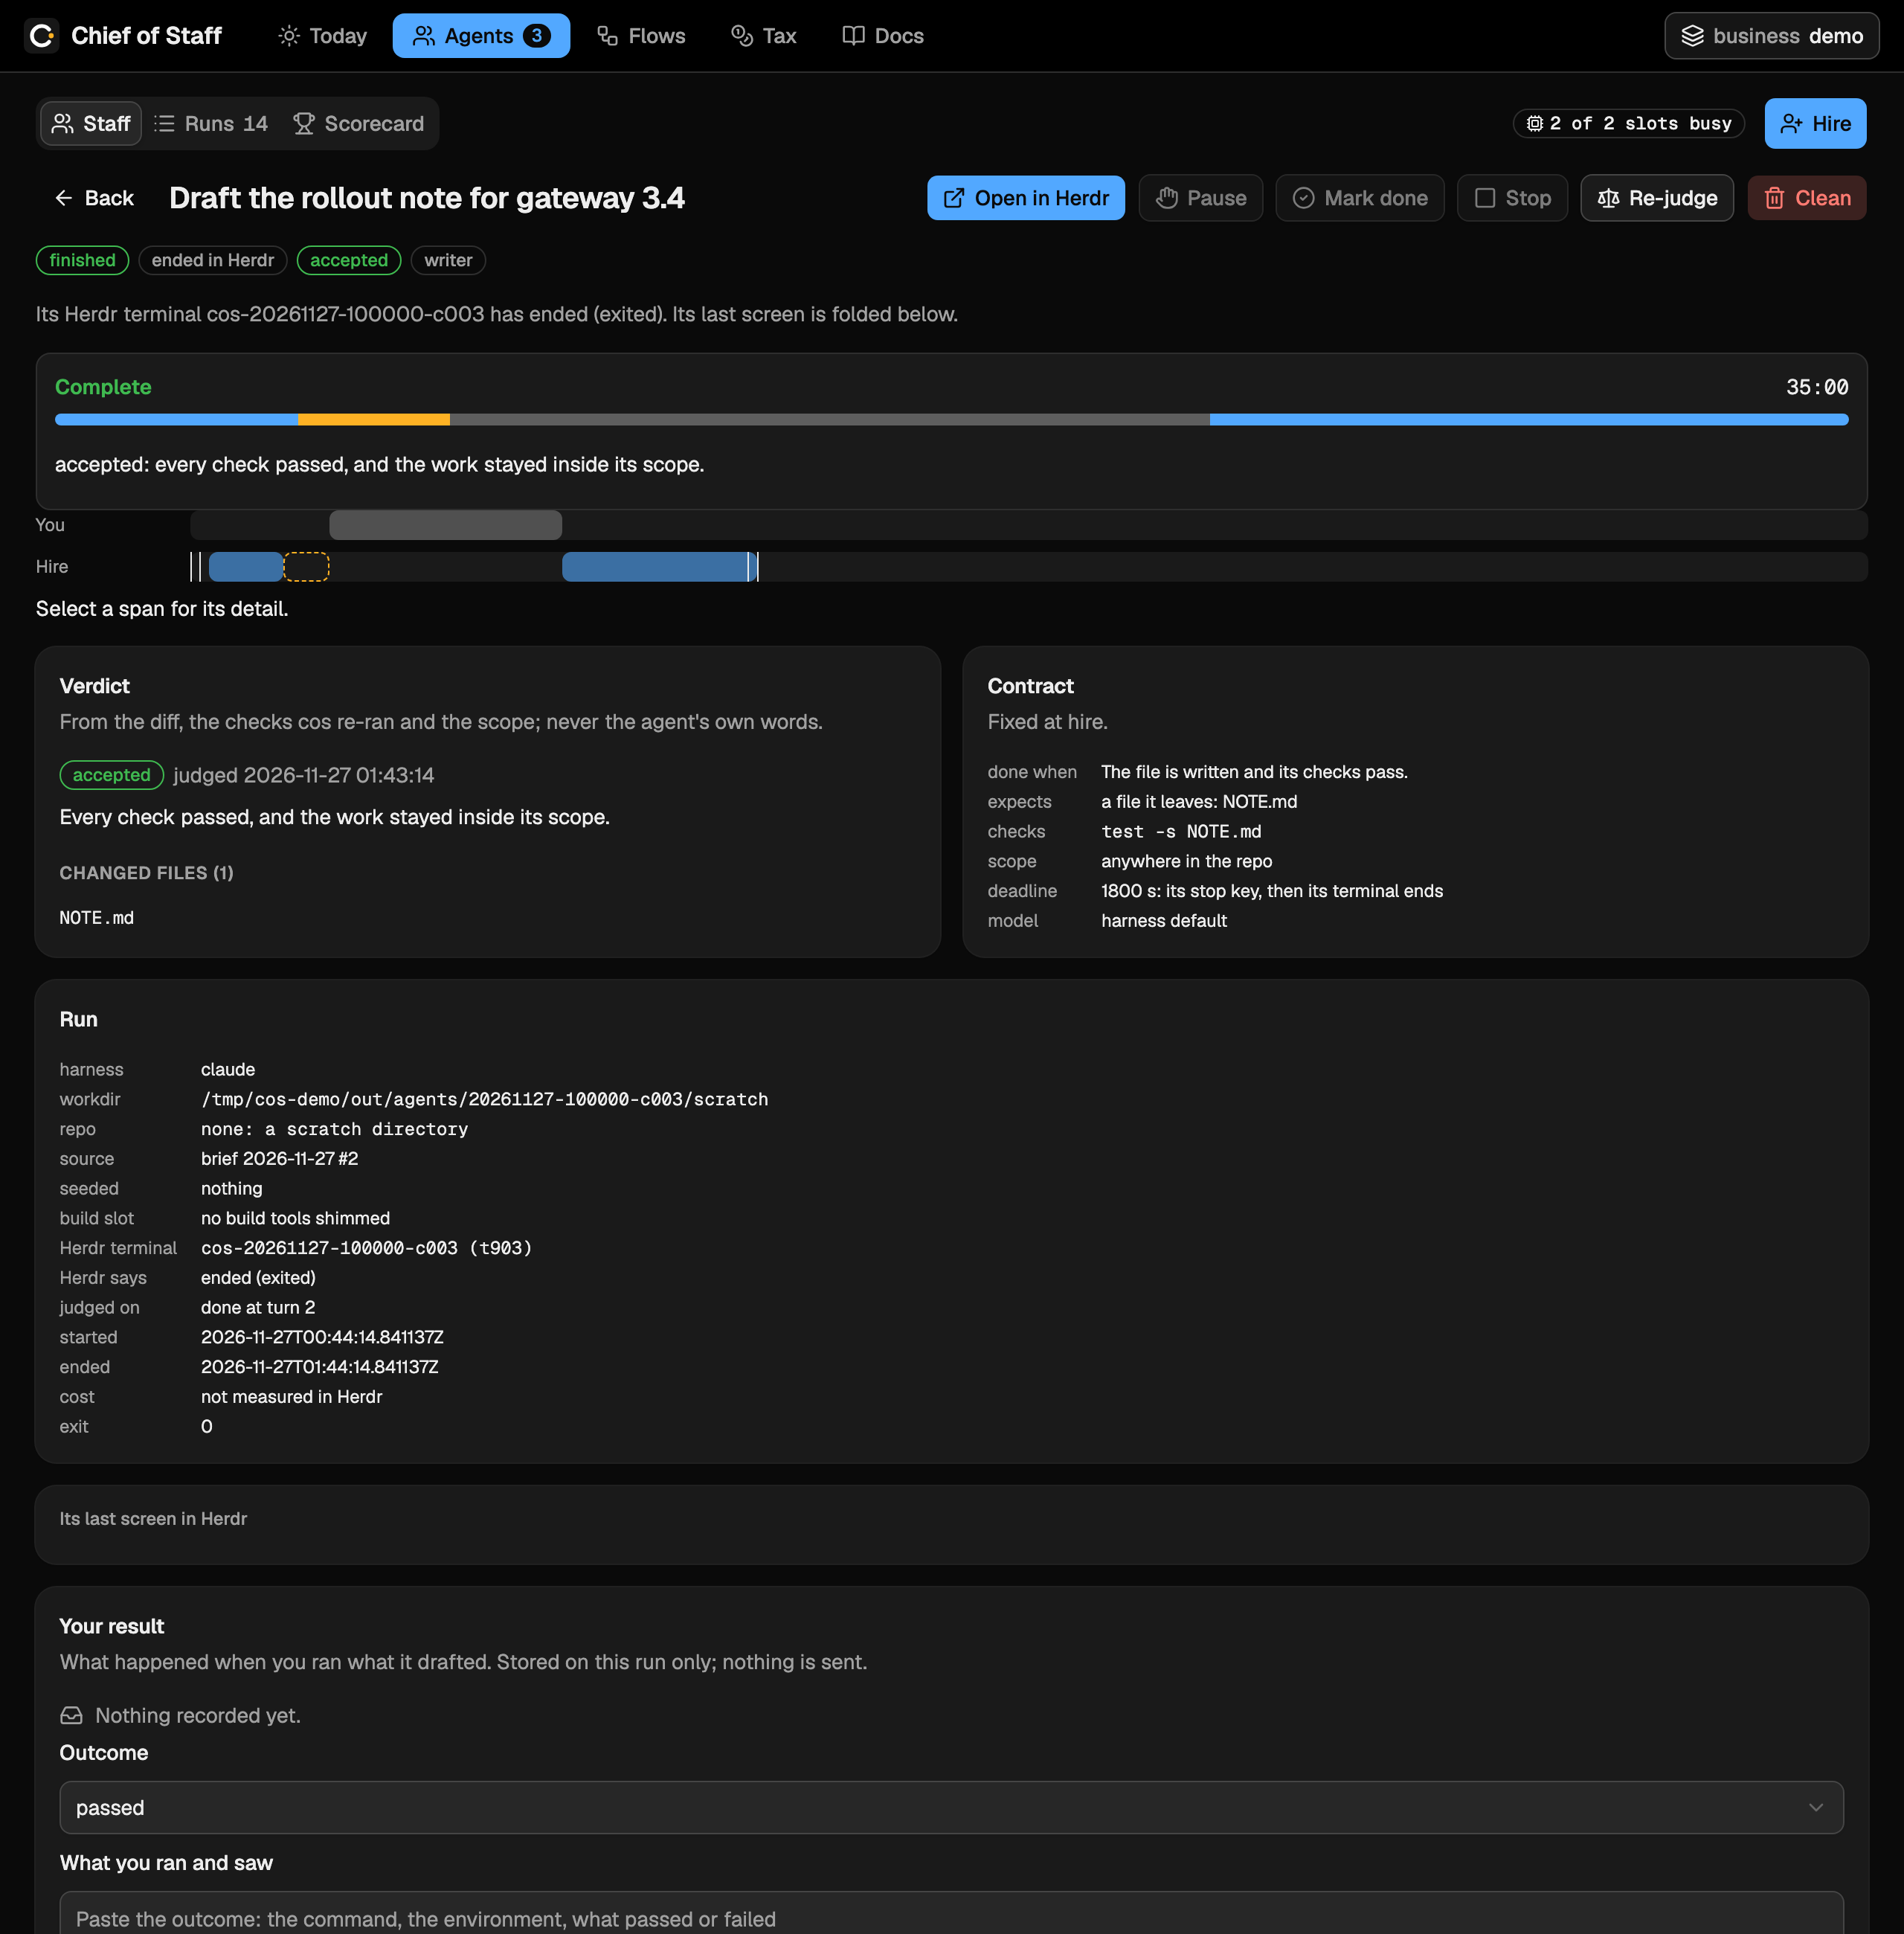 Chief of Staff
Today
Agents 3
Flows
Tax
Docs
business demo
Staff
Runs 14
Scorecard
2 of 2 slots busy
Hire
Back
Draft the rollout note for gateway 3.4
Open in Herdr
Pause
Mark done
Stop
Re-judge
Clean
finished
ended in Herdr
accepted
writer
Its Herdr terminal cos-20261127-100000-c003 has ended (exited). Its last screen is folded below.
Complete
35:00
accepted: every check passed, and the work stayed inside its scope.
You
Hire
Select a span for its detail.
Verdict
From the diff, the checks cos re-ran and the scope; never the agent's own words.
accepted judged 2026-11-27 01:43:14
Every check passed, and the work stayed inside its scope.
CHANGED FILES (1)
NOTE.md
Contract
Fixed at hire.
done when The file is written and its checks pass.
expects a file it leaves: NOTE.md
checks test -s NOTE.md
scope anywhere in the repo
deadline 1800 s: its stop key, then its terminal ends
model harness default
Run
harness claude
workdir /tmp/cos-demo/out/agents/20261127-100000-c003/scratch
repo none: a scratch directory
source brief 2026-11-27 #2
seeded nothing
build slot no build tools shimmed
Herdr terminal cos-20261127-100000-c003 (t903)
Herdr says ended (exited)
judged on done at turn 2
started 2026-11-27T00:44:14.841137Z
ended 2026-11-27T01:44:14.841137Z
cost not measured in Herdr
exit 0
Its last screen in Herdr
Your result
What happened when you ran what it drafted. Stored on this run only; nothing is sent.
Nothing recorded yet.
Outcome
passed
What you ran and saw
Paste the outcome: the command, the environment, what passed or failed